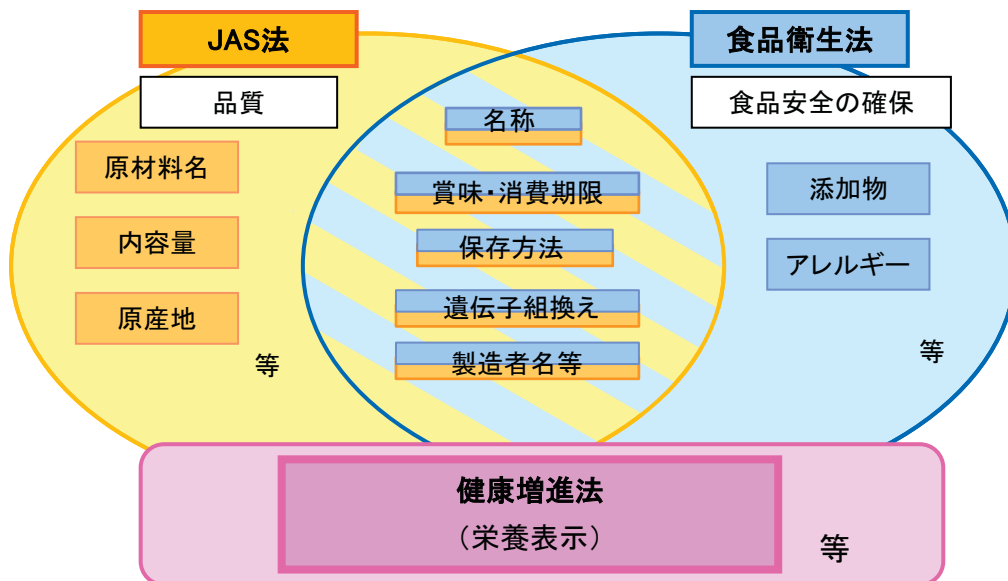 JAS法
品質
原材料名
内容量
原産地
等
名称
賞味・消費期限
保存方法
遺伝子組換え
製造者名等
食品衛生法
食品安全の確保
添加物
アレルギー
等
健康増進法
（栄養表示）
等